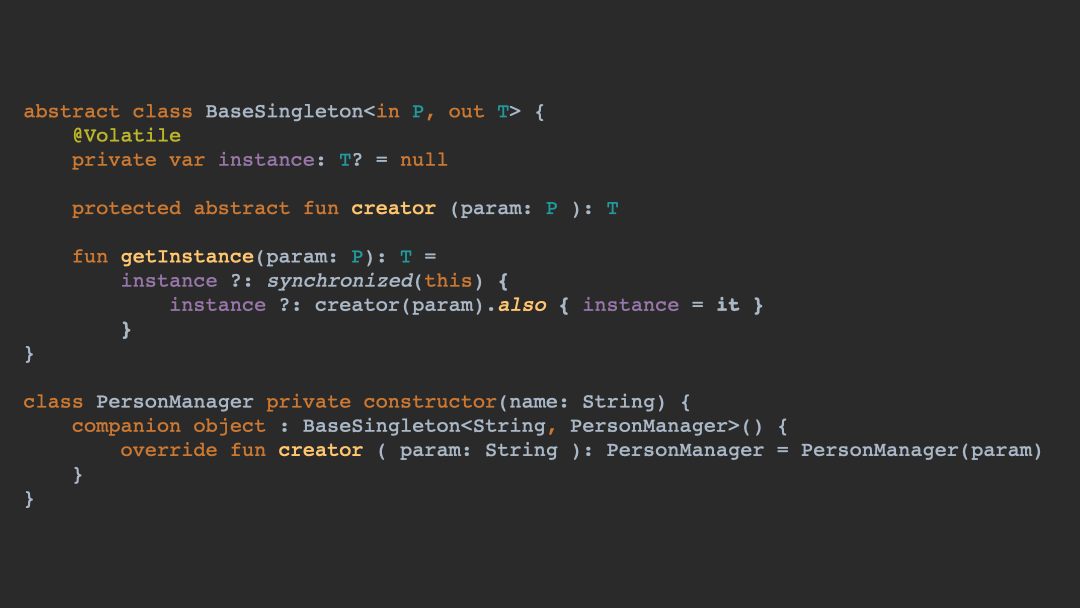 abstract class BaseSingleton<in P, out T> {
    @Volatile
    private var instance: T? = null

    protected abstract fun creator (param: P ): T

    fun getInstance(param: P): T =
        instance ?: synchronized(this) {
            instance ?: creator(param).also { instance = it }
        }
}

class PersonManager private constructor(name: String) {
    companion object : BaseSingleton<String, PersonManager>() {
        override fun creator ( param: String ): PersonManager = PersonManager(param)
    }
}